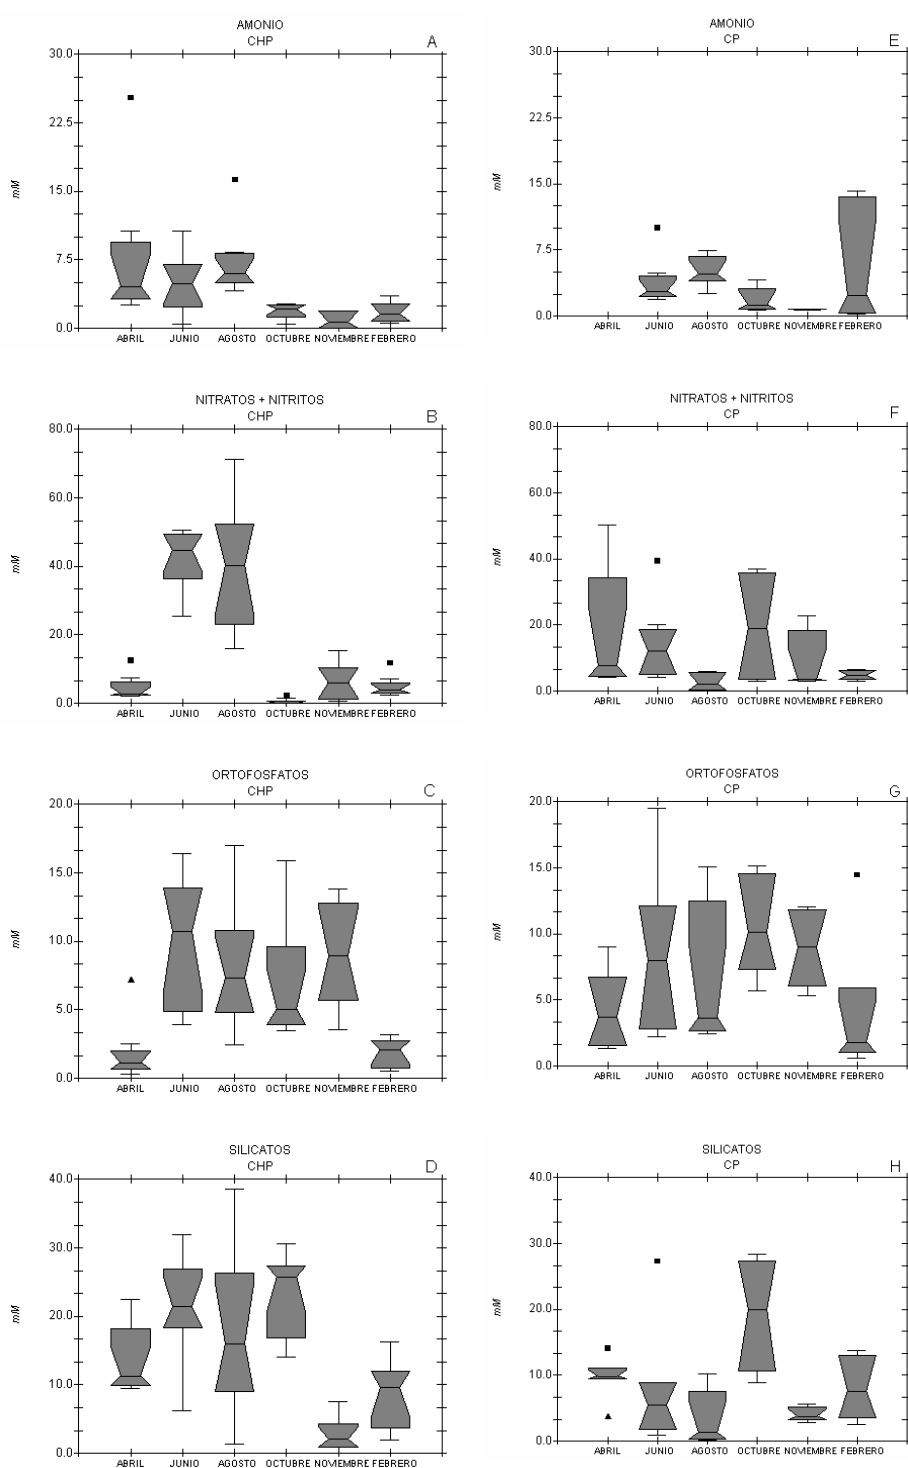 AMONIO
CHP
A
30.0
22.5
15.0
7.5
0.0
mM
ABRIL JUNIO AGOSTO OCTUBRE NOVIEMBRE FEBRERO
AMONIO
CP
E
30.0
22.5
15.0
7.5
0.0
mM
ABRIL JUNIO AGOSTO OCTUBRE NOVIEMBRE FEBRERO
NITRATOS + NITRITOS
CHP
B
80.0
60.0
40.0
20.0
0.0
mM
ABRIL JUNIO AGOSTO OCTUBRE NOVIEMBRE FEBRERO
NITRATOS + NITRITOS
CP
F
80.0
60.0
40.0
20.0
0.0
mM
ABRIL JUNIO AGOSTO OCTUBRE NOVIEMBRE FEBRERO
ORTOFOSFATOS
CHP
C
20.0
15.0
10.0
5.0
0.0
mM
ABRIL JUNIO AGOSTO OCTUBRE NOVIEMBRE FEBRERO
ORTOFOSFATOS
CP
G
20.0
15.0
10.0
5.0
0.0
mM
ABRIL JUNIO AGOSTO OCTUBRE NOVIEMBRE FEBRERO
SILICATOS
CHP
D
40.0
30.0
20.0
10.0
0.0
mM
ABRIL JUNIO AGOSTO OCTUBRE NOVIEMBRE FEBRERO
SILICATOS
CP
H
40.0
30.0
20.0
10.0
0.0
mM
ABRIL JUNIO AGOSTO OCTUBRE NOVIEMBRE FEBRERO